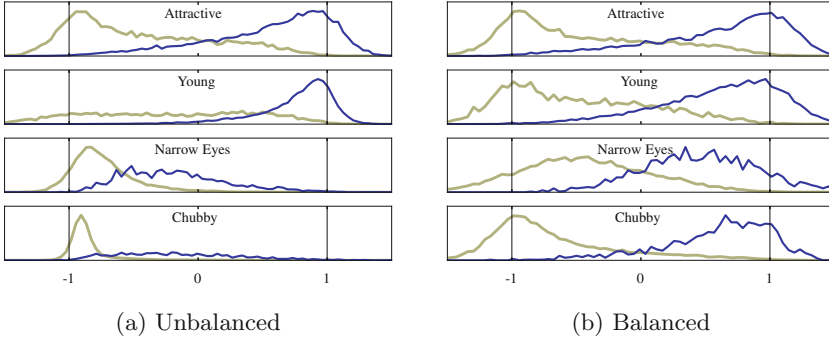 Attractive
Young
Narrow Eyes
Chubby
-1 0 1
(a) Unbalanced
Attractive
Young
Narrow Eyes
Chubby
-1 0 1
(b) Balanced